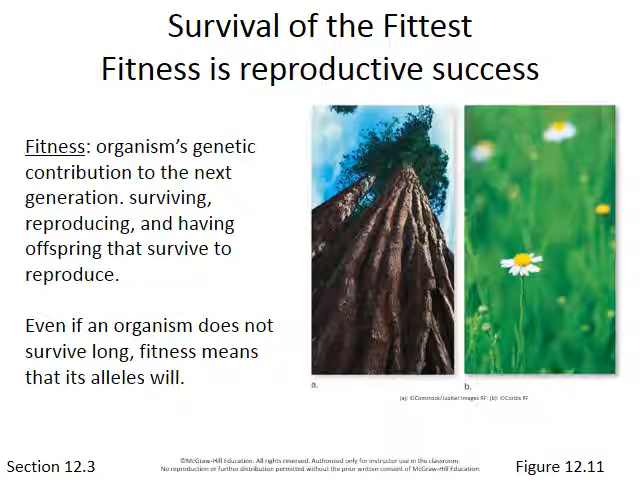 Survival of the Fittest
Fitness is reproductive success
Fitness: organism's genetic
contribution to the next
generation. surviving,
reproducing, and having
offspring that survive to
reproduce.
Even if an organism does not
survive long, fitness means
that its alleles will.
a.
b.
(a): ©Comstock/Jupiter Images RF; (b): ©Corbis RF
Section 12.3
©McGraw-Hill Education. All rights reserved. Authorized only for instructor use in the classroom.
No reproduction or further distribution permitted without the prior written consent of McGraw-Hill Education.
Figure 12.11